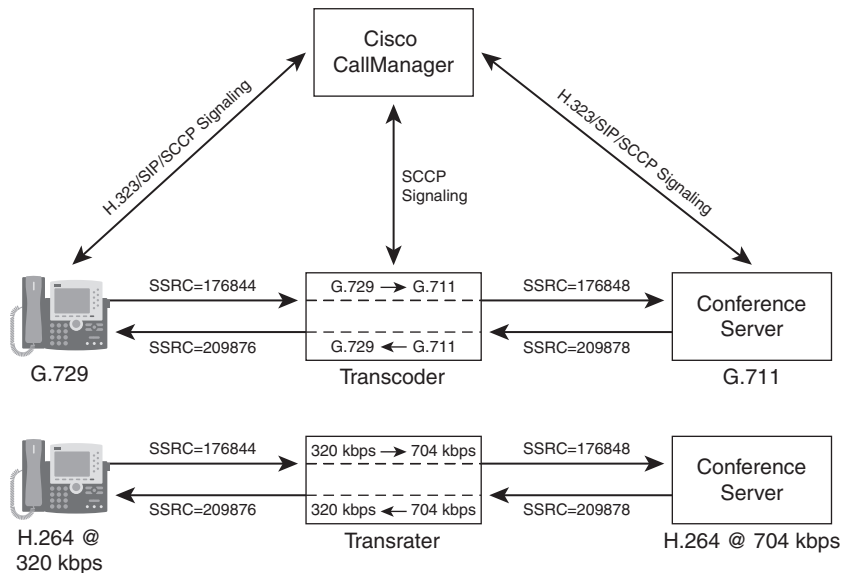 Cisco
CallManager
H.323/SIP/SCCP Signaling
SCCP
Signaling
H.323/SIP/SCCP Signaling
SSRC=176844
G.729 → G.711
SSRC=176848
Conference
Server
SSRC=209876
G.729 ← G.711
SSRC=209878
G.729
Transcoder
G.711
SSRC=176844
320 kbps → 704 kbps
SSRC=176848
Conference
Server
SSRC=209876
320 kbps ← 704 kbps
SSRC=209878
H.264 @
320 kbps
Transrater
H.264 @ 704 kbps